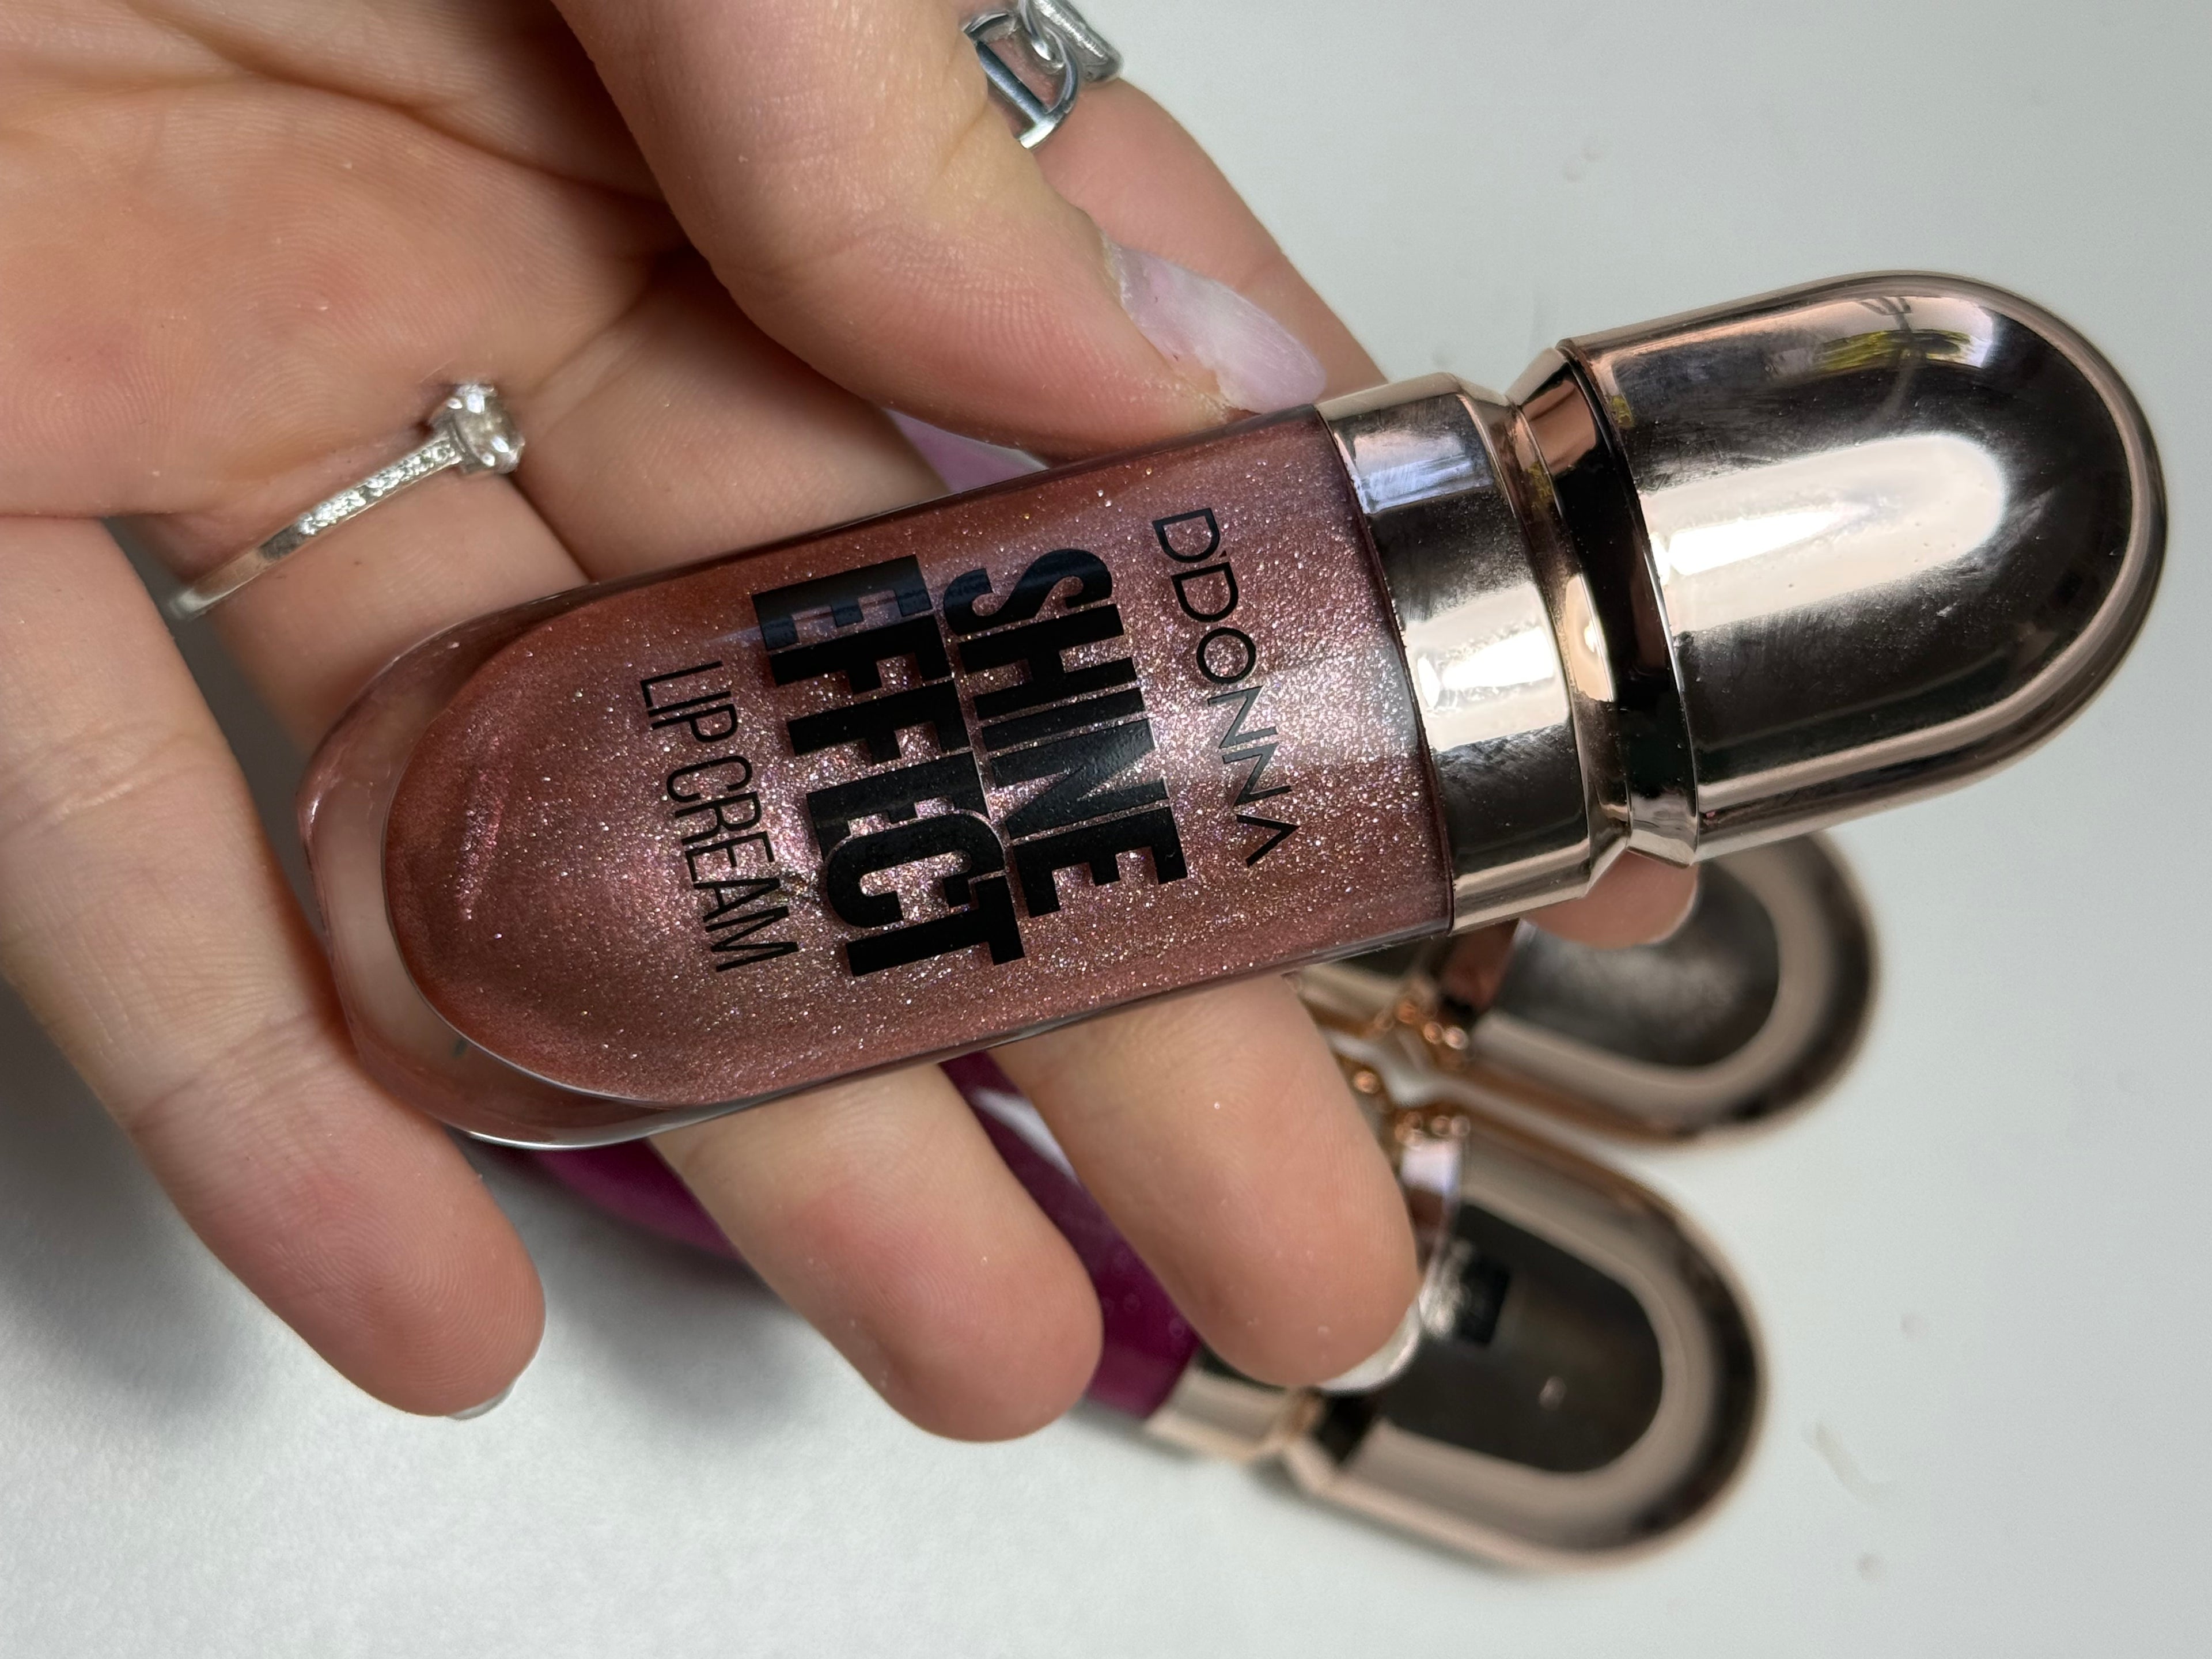 D'DONNA
SHINE
EFFECT
LIP CREAM